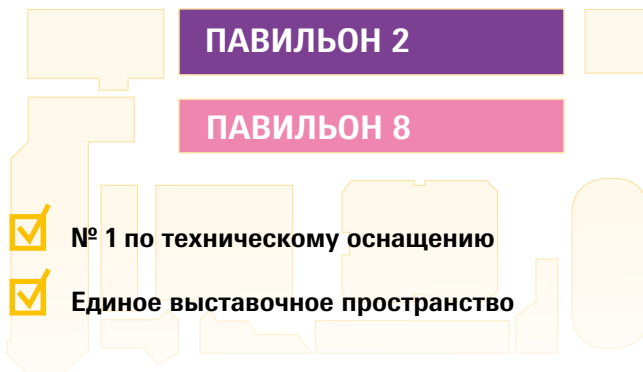 ПАВИЛЬОН 2
ПАВИЛЬОН 8
№ 1 по техническому оснащению
Единое выставочное пространство